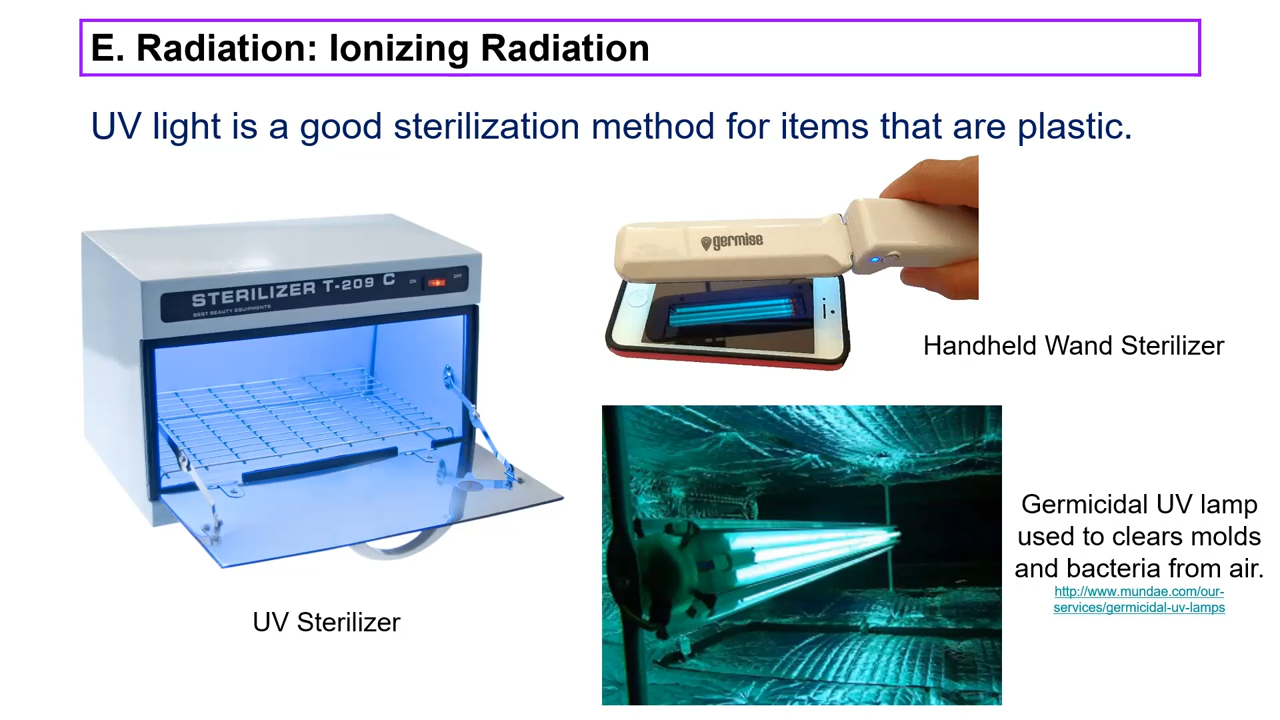 E. Radiation: Ionizing Radiation
UV light is a good sterilization method for items that are plastic.
STERILIZER T-209 C
BEST BEAUTY EQUIPMENTS
ON
OFF
germise
Handheld Wand Sterilizer
UV Sterilizer
Germicidal UV lamp
used to clears molds
and bacteria from air.
http://www.mundae.com/our-
services/germicidal-uv-lamps